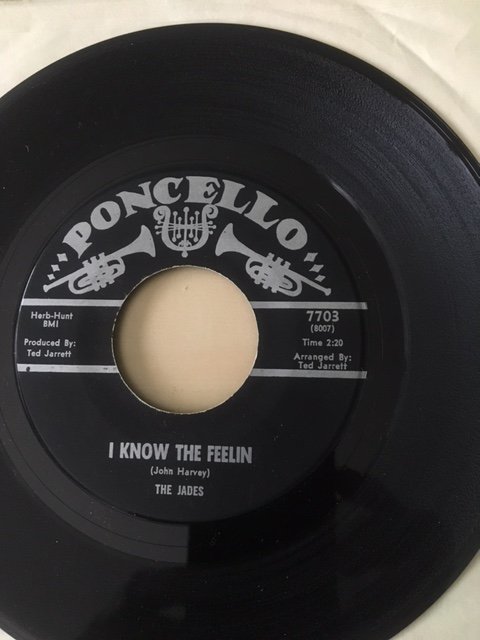 PONCELLO
Herb-Hunt
BMI
Produced By:
Ted Jarrett
7703
(8007)
Time 2:20
Arranged By:
Ted Jarrett
I KNOW THE FEELIN
(John Harvey)
THE JADES